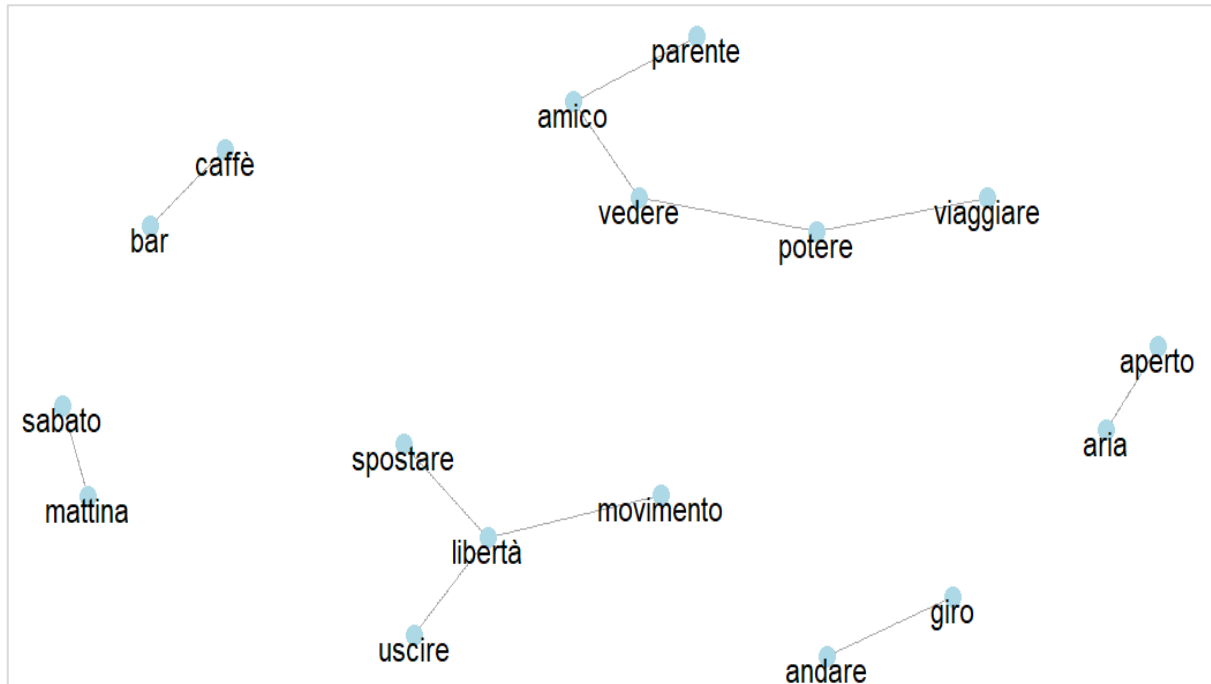 parente
amico
caffè
vedere
viaggiare
bar
potere
aperto
sabato
aria
spostare
mattina
movimento
libertà
giro
uscire
andare